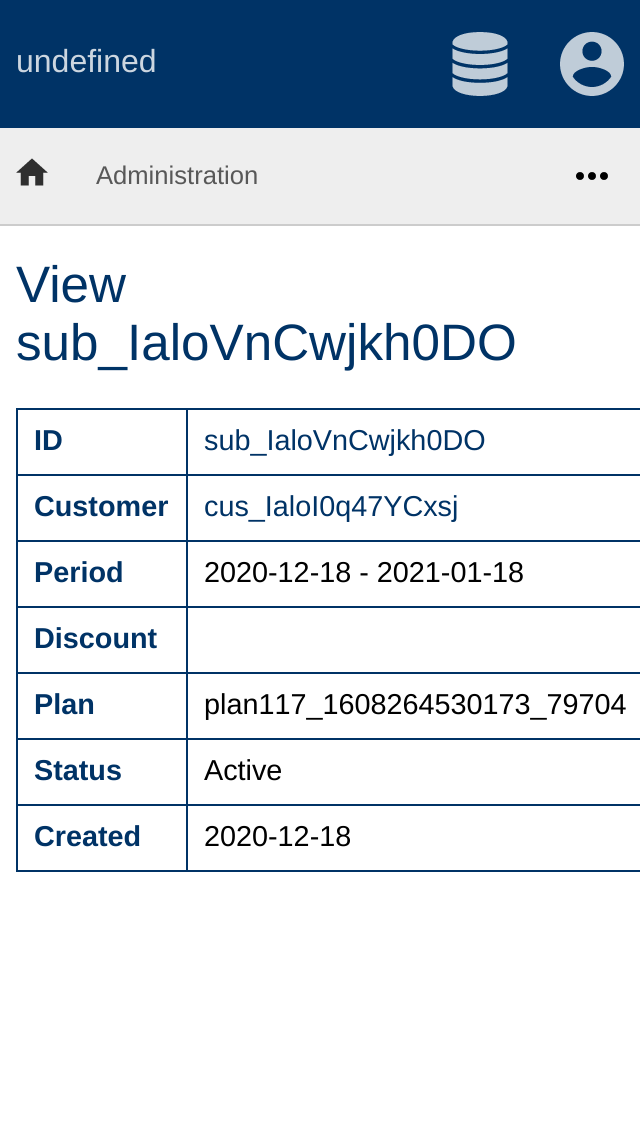 undefined
Administration
View
sub_IaloVnCwjkh0DO
ID sub_IaloVnCwjkh0DO
Customer cus_IaloI0q47YCxsj
Period 2020-12-18 - 2021-01-18
Discount
Plan plan117_1608264530173_79704
Status Active
Created 2020-12-18